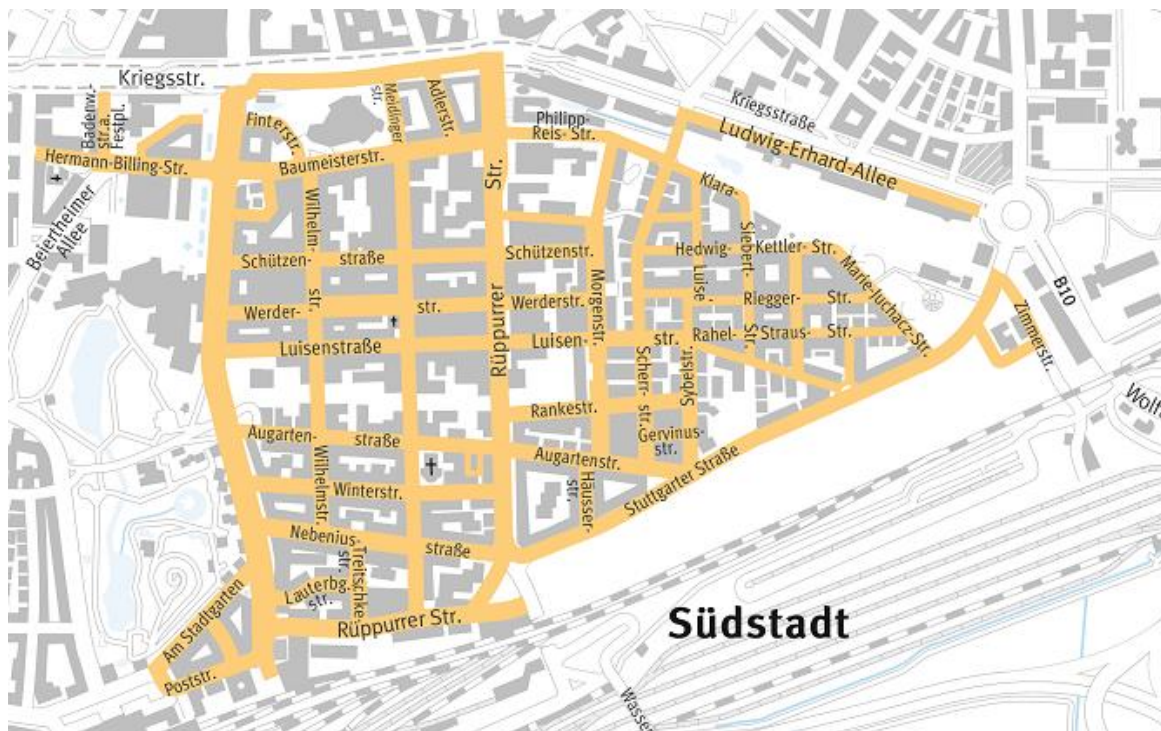 Kriegsstr.
Badenw.-
str.a.
Festpl.
Finterstr.
Meidinger
str.
Adlerstr.
Philipp-
Reis- Str.
Kriegsstraße
Ludwig-Erhard-Allee
Hermann-Billing-Str.
Baumeisterstr.
Beiertheimer
Allee
Wilhelm-
str.
Rüppurrer
Str.
Klara-
Siebert-
Str.
Schützen-
straße
Schützenstr.
Hedwig-
Kettler- Str.
Marie-Juchacz-Str.
Morgenstr.
Luise-
Riegger-
Str.
B10
Zimmerstr.
Werder-
str.
Werderstr.
Luisenstraße
Luisen-
str.
Rahel-
Straus-
Str.
Scherr-
str.
Sybelstr.
Rankestr.
Gervinus-
str.
Augarten-
straße
Augartenstr.
Wilhelmstr.
Winterstr.
Häusser-
str.
Stuttgarter Straße
Nebenius-
straße
Treitschke-
str.
Lauterbg.
str.
Rüppurrer Str.
Am Stadtgarten
Poststr.
Südstadt
Wolf
Wasse